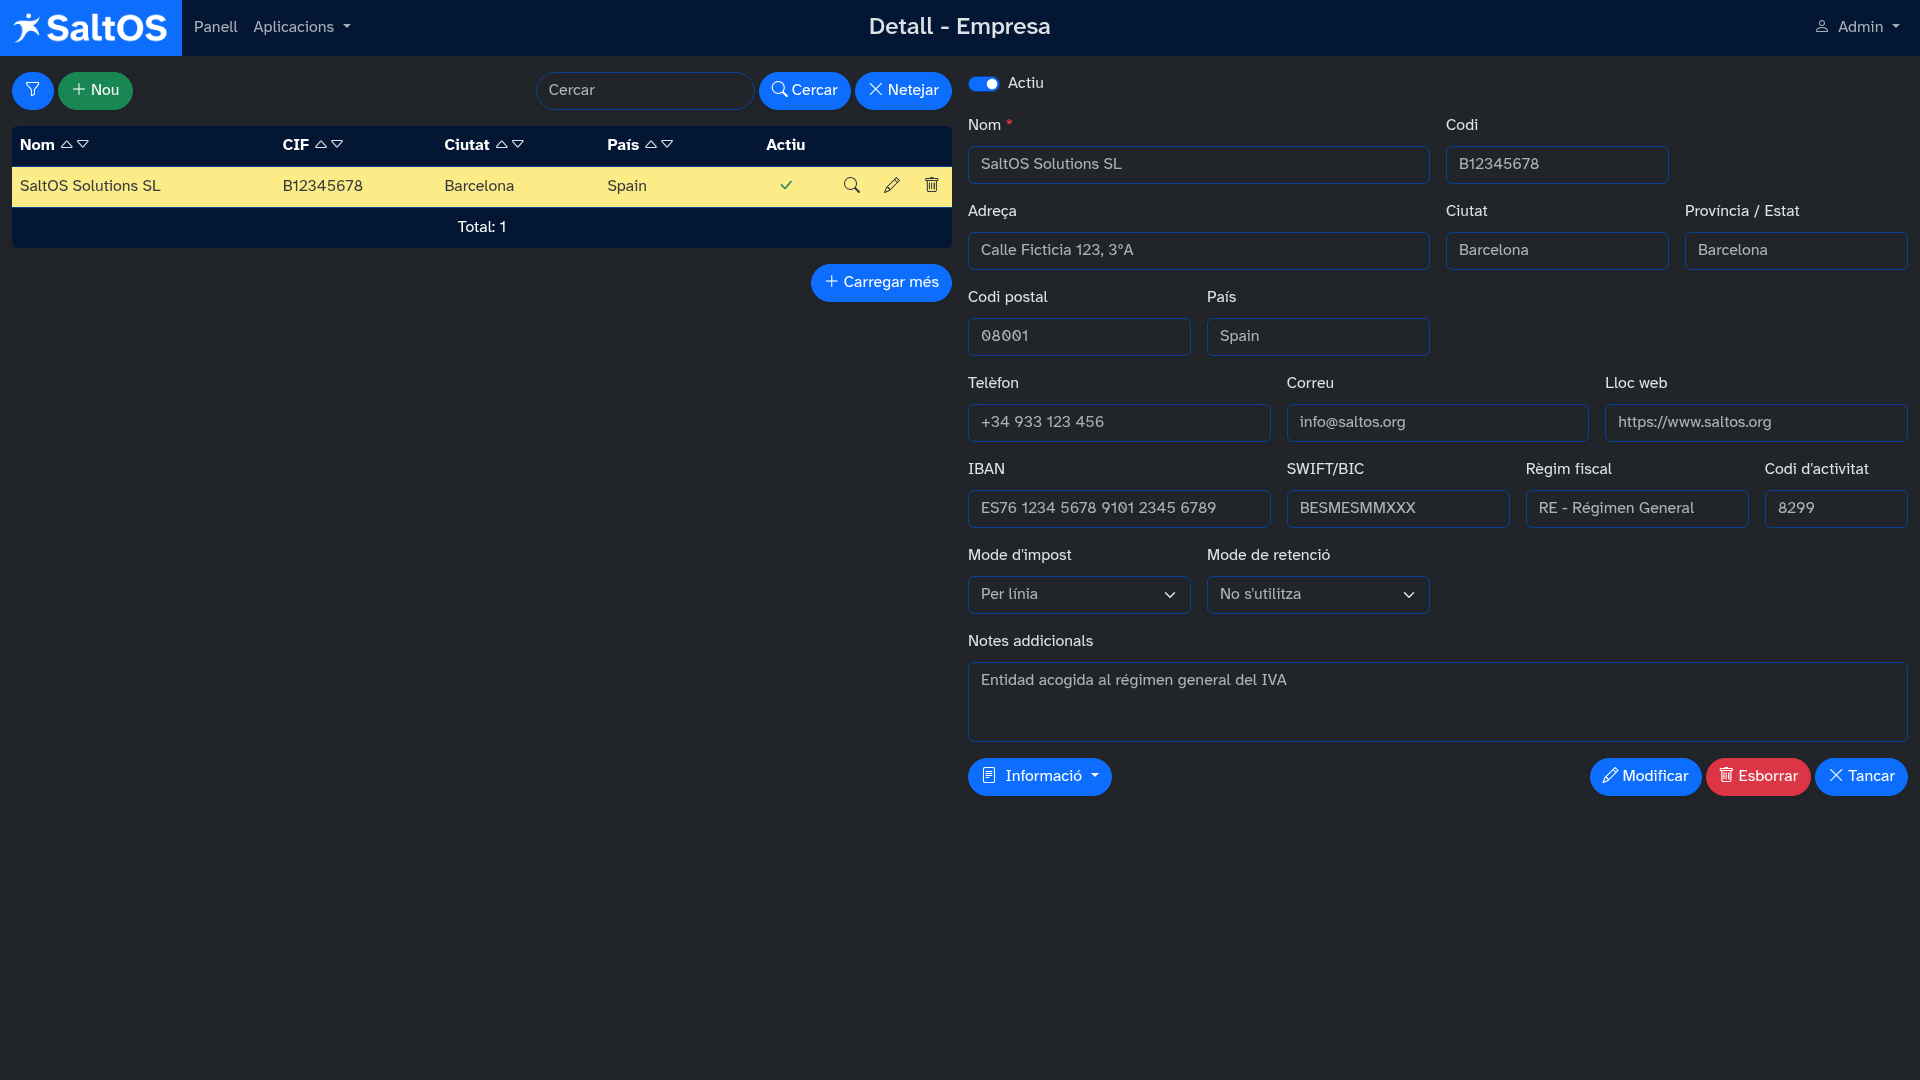 SaltOS
Panell Aplicacions
Detall - Empresa
Admin
Nou
Cercar
Cercar
Netejar
Nom CIF Ciutat País Actiu
SaltOS Solutions SL B12345678 Barcelona Spain
Total: 1
Carregar més
Actiu
Nom * Codi
SaltOS Solutions SL B12345678
Adreça Ciutat Província / Estat
Calle Ficticia 123, 3ºA Barcelona Barcelona
Codi postal País
08001 Spain
Telèfon Correu Lloc web
+34 933 123 456 info@saltos.org https://www.saltos.org
IBAN SWIFT/BIC Règim fiscal Codi d'activitat
ES76 1234 5678 9101 2345 6789 BESMESMMXXX RE - Régimen General 8299
Mode d'impost Mode de retenció
Per línia No s'utilitza
Notes addicionals
Entidad acogida al régimen general del IVA
Informació Modificar Esborrar Tancar